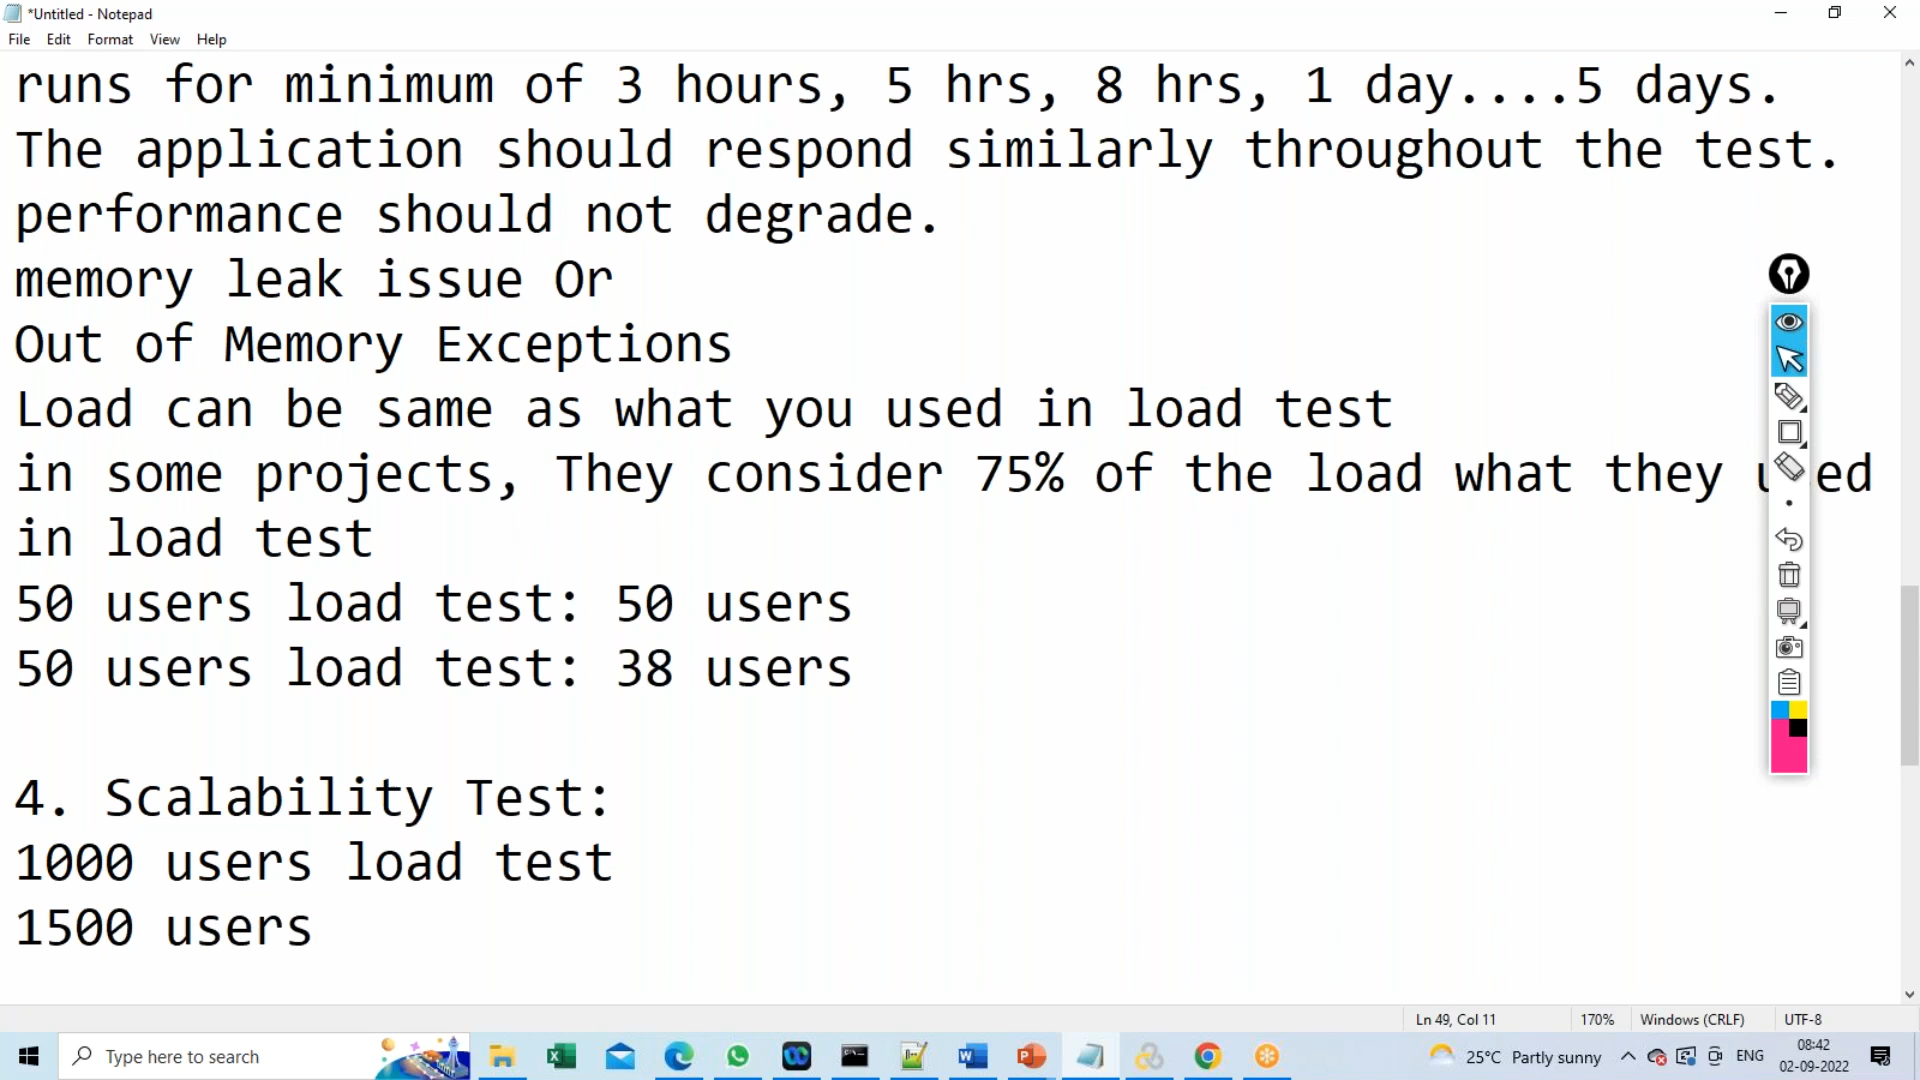 *Untitled - Notepad
File Edit Format View Help
runs for minimum of 3 hours, 5 hrs, 8 hrs, 1 day....5 days.
The application should respond similarly throughout the test.
performance should not degrade.
memory leak issue Or
Out of Memory Exceptions
Load can be same as what you used in load test
in some projects, They consider 75% of the load what they
in load test
50 users load test: 50 users
50 users load test: 38 users
4. Scalability Test:
1000 users load test
1500 users
Ln 49, Col 11 170% Windows (CRLF) UTF-8
Type here to search
25°C Partly sunny ENG
08:42
02-09-2022